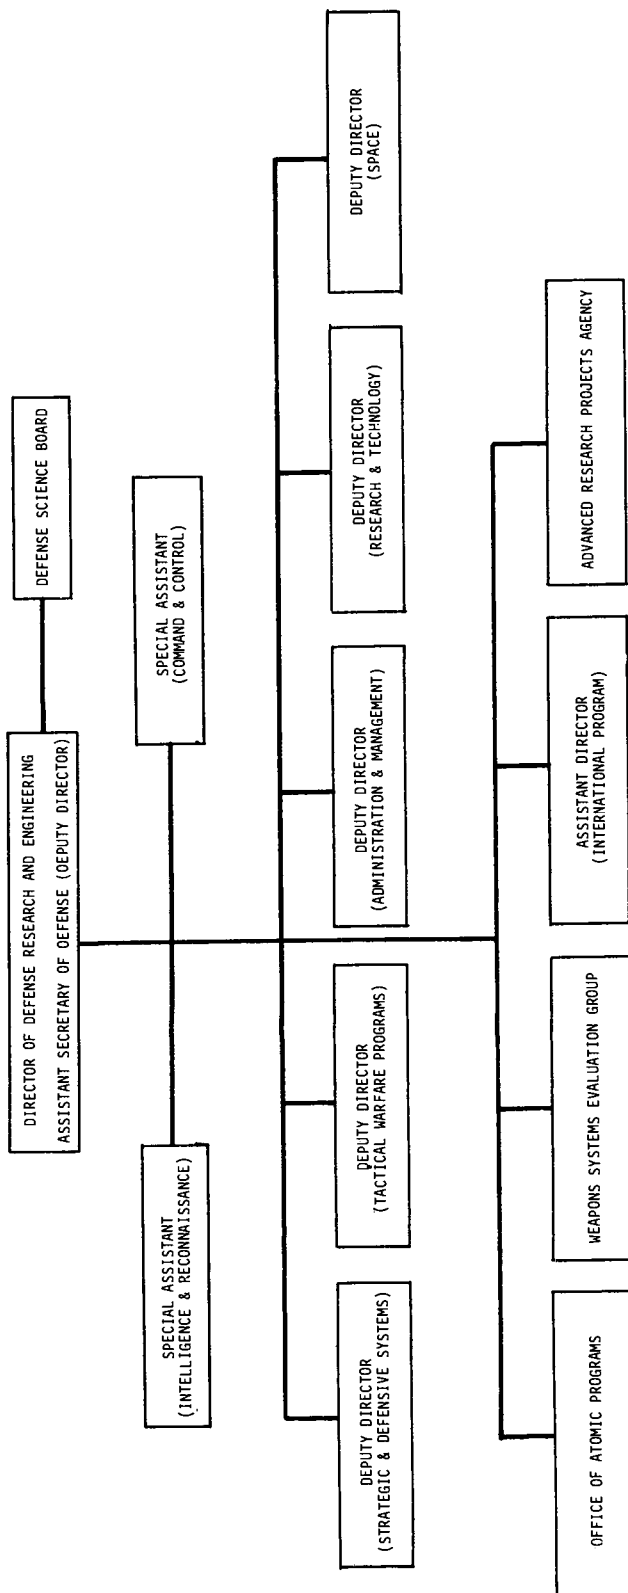 DIRECTOR OF DEFENSE RESEARCH AND ENGINEERING
ASSISTANT SECRETARY OF DEFENSE (DEPUTY DIRECTOR)
DEFENSE SCIENCE BOARD
SPECIAL ASSISTANT
(INTELLIGENCE & RECONNAISSANCE)
SPECIAL ASSISTANT
(COMMAND & CONTROL)
DEPUTY DIRECTOR
(STRATEGIC & DEFENSIVE SYSTEMS)
DEPUTY DIRECTOR
(TACTICAL WARFARE PROGRAMS)
DEPUTY DIRECTOR
(ADMINISTRATION & MANAGEMENT)
DEPUTY DIRECTOR
(RESEARCH & TECHNOLOGY)
DEPUTY DIRECTOR
(SPACE)
OFFICE OF ATOMIC PROGRAMS
WEAPONS SYSTEMS EVALUATION GROUP
ASSISTANT DIRECTOR
(INTERNATIONAL PROGRAM)
ADVANCED RESEARCH PROJECTS AGENCY